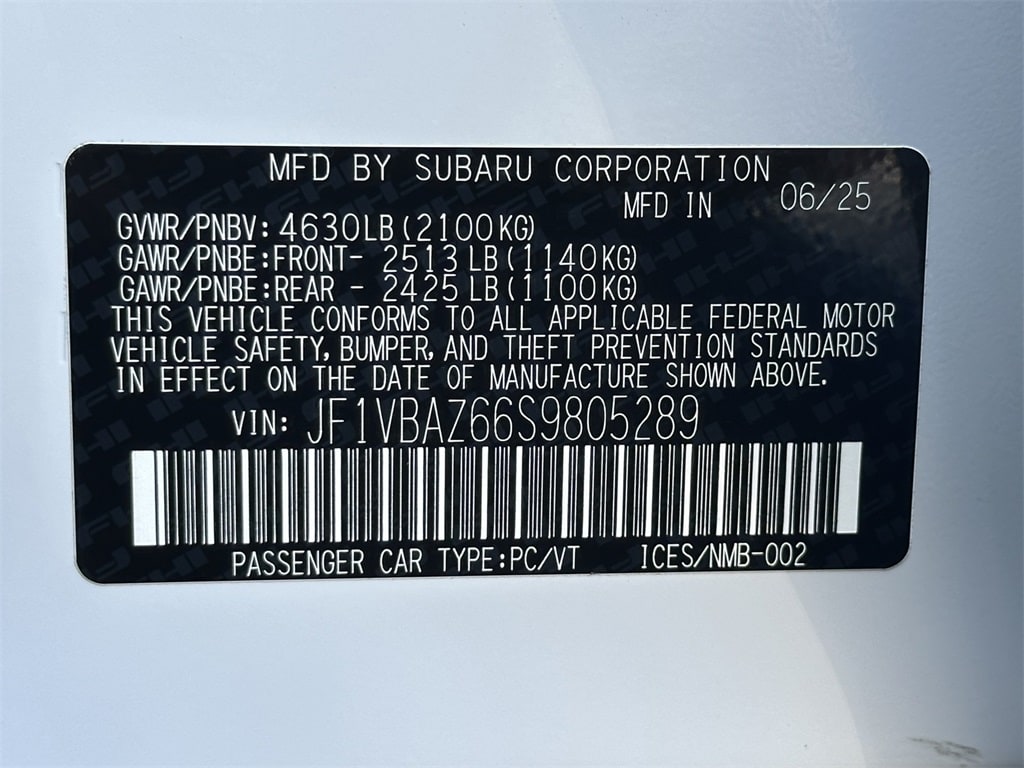 MFD BY SUBARU CORPORATION
MFD IN 06/25
GVWR/PNBV: 4630LB(2100KG)
GAWR/PNBE:FRONT- 2513LB(1140KG)
GAWR/PNBE:REAR - 2425LB(1100KG)
THIS VEHICLE CONFORMS TO ALL APPLICABLE FEDERAL MOTOR
VEHICLE SAFETY, BUMPER, AND THEFT PREVENTION STANDARDS
IN EFFECT ON THE DATE OF MANUFACTURE SHOWN ABOVE.
VIN: JF1VBAZ66S9805289
PASSENGER CAR TYPE:PC/VT ICES/NMB-002